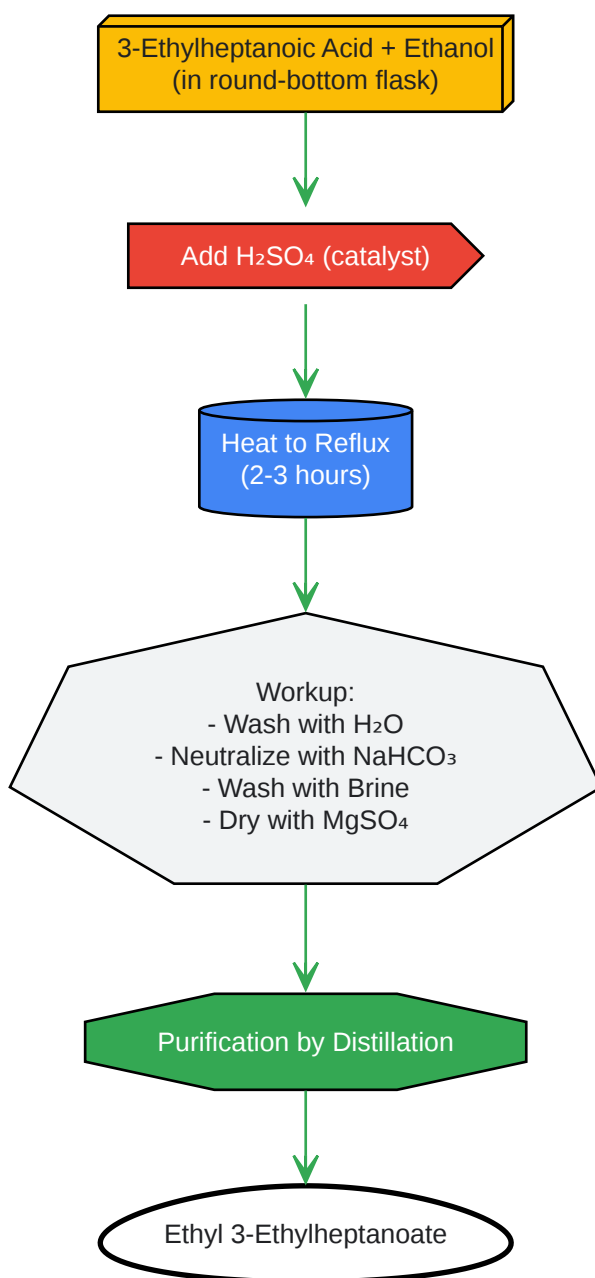 3-Ethylheptanoic Acid + Ethanol
(in round-bottom flask)
Add H₂SO₄ (catalyst)
Heat to Reflux
(2-3 hours)
Workup:
- Wash with H₂O
- Neutralize with NaHCO₃
- Wash with Brine
- Dry with MgSO₄
Purification by Distillation
Ethyl 3-Ethylheptanoate